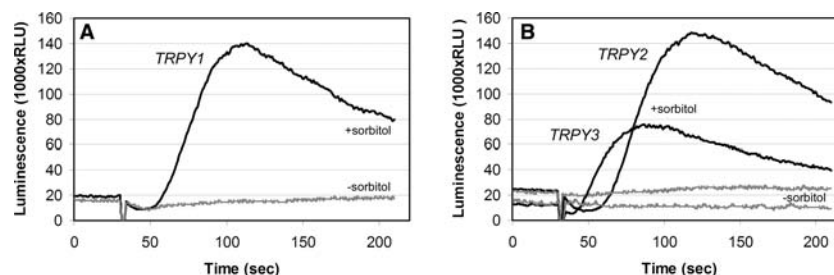 A
TRPY1
+sorbitol
-sorbitol
Luminescence (1000xRLU)
160
140
120
100
80
60
40
20
0
0 50 100 150 200
Time (sec)
B
TRPY2
+sorbitol
TRPY3
-sorbitol
Luminescence (1000xRLU)
160
140
120
100
80
60
40
20
0
0 50 100 150 200
Time (sec)